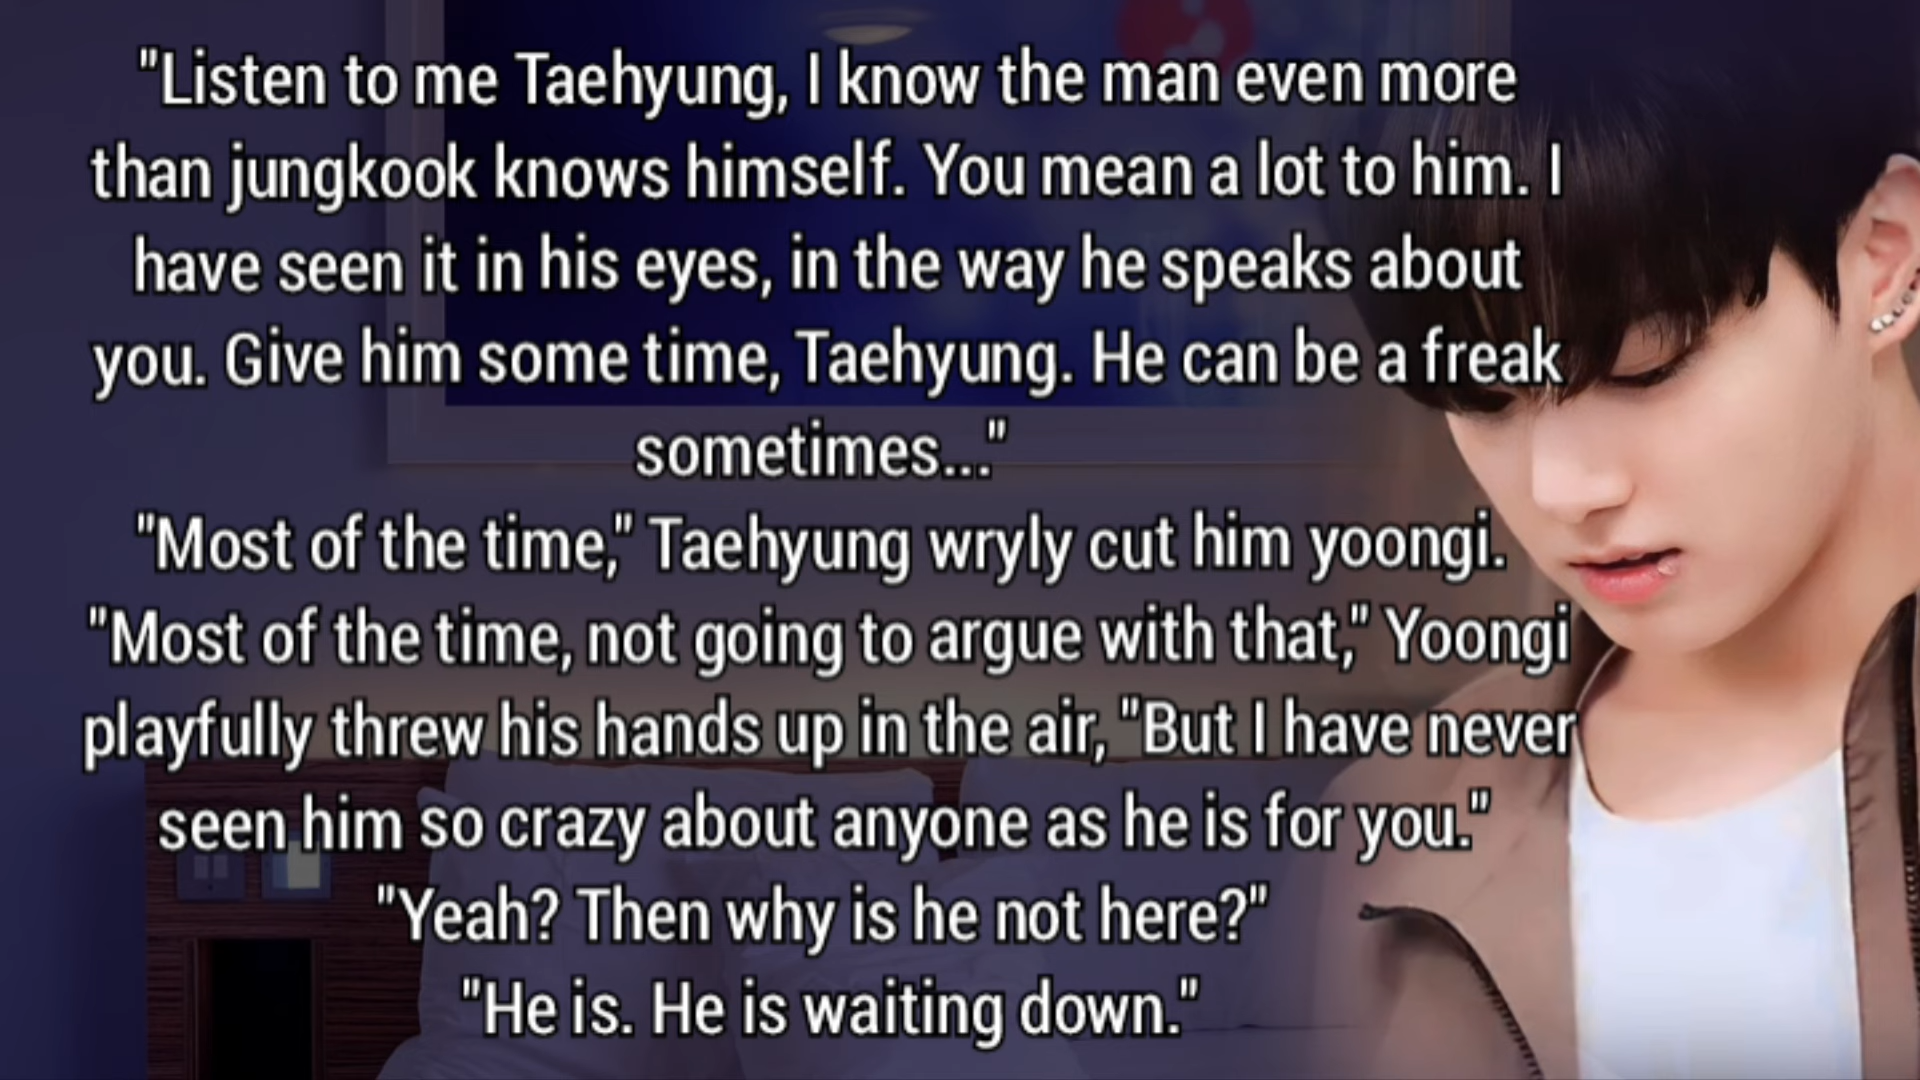 "Listen to me Taehyung, I know the man even more
than jungkook knows himself. You mean a lot to him. I
have seen it in his eyes, in the way he speaks about
you. Give him some time, Taehyung. He can be a freak
sometimes..."
"Most of the time," Taehyung wryly cut him yoongi.
"Most of the time, not going to argue with that," Yoongi
playfully threw his hands up in the air, "But I have never
seen him so crazy about anyone as he is for you."
"Yeah? Then why is he not here?"
"He is. He is waiting down."